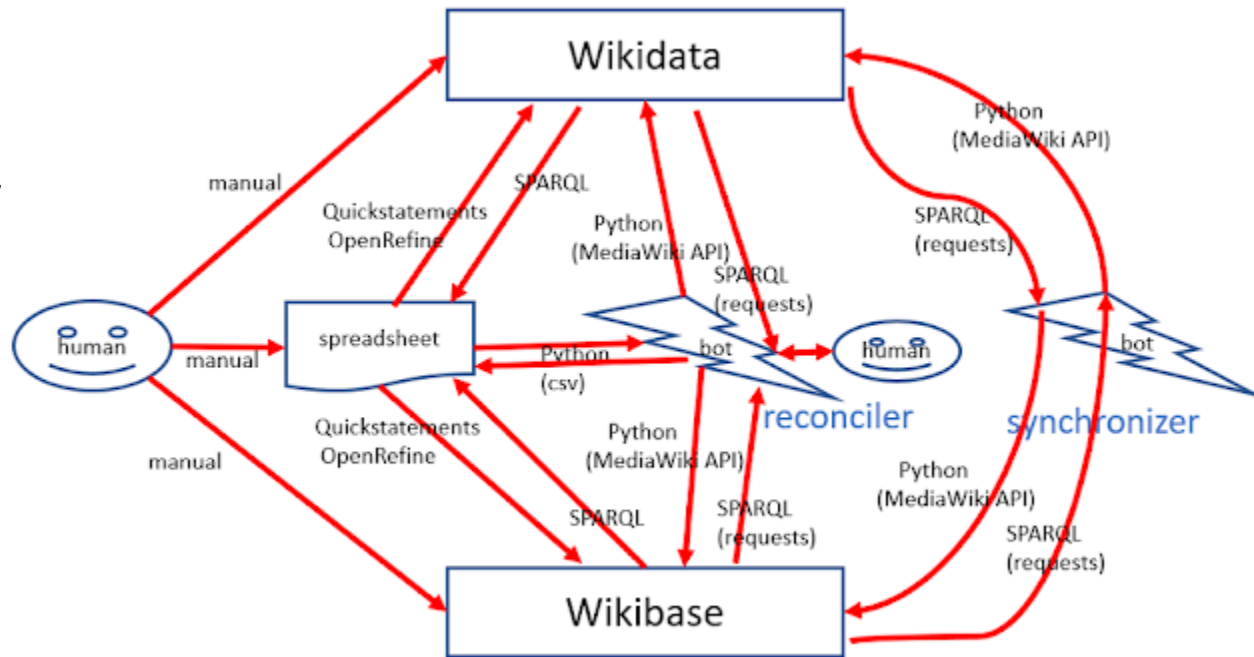 Wikidata
Python
(MediaWiki API)
manual
SPARQL
Quickstatements
OpenRefine
Python
(MediaWiki API)
SPARQL
(requests)
SPARQL
(requests)
human
manual
spreadsheet
Python
(csv)
bot
human
bot
reconciler
synchronizer
manual
Quickstatements
OpenRefine
Python
(MediaWiki API)
SPARQL
SPARQL
(requests)
Python
(MediaWiki API)
SPARQL
(requests)
Wikibase